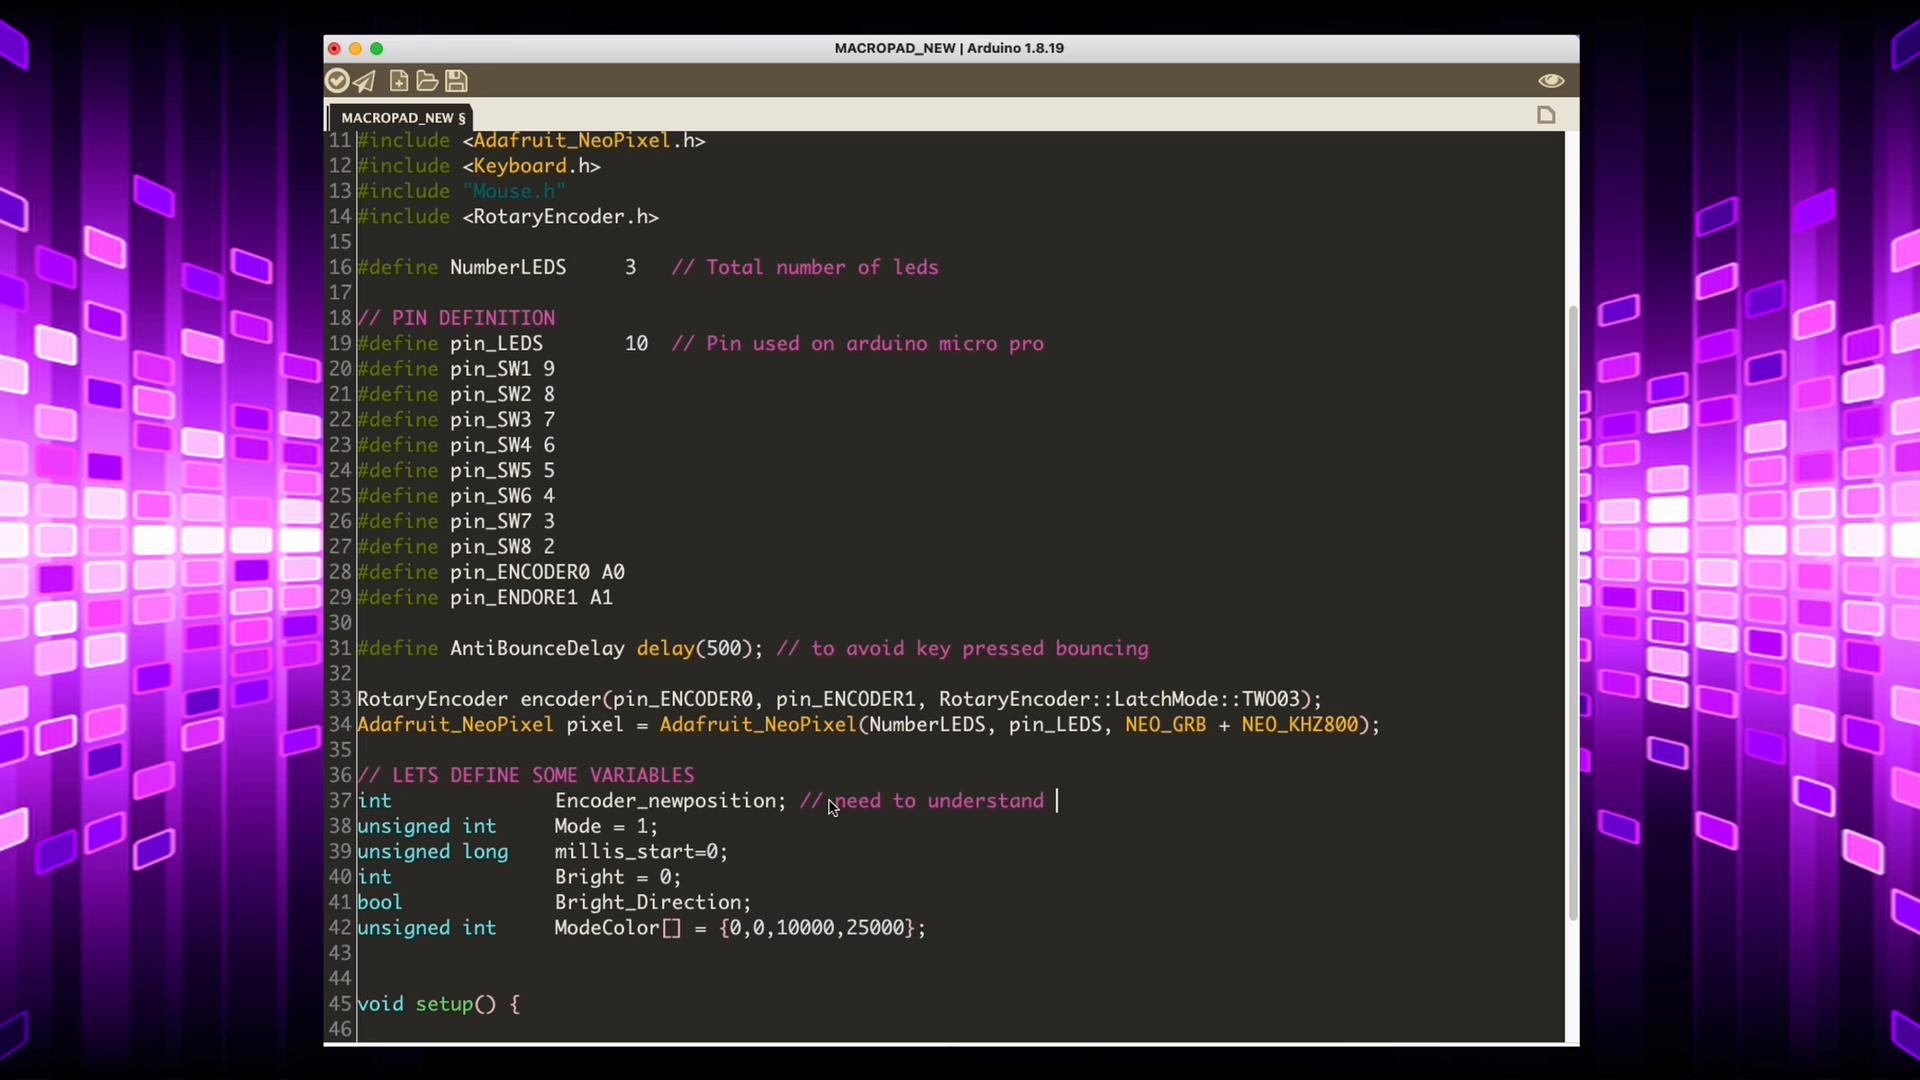 MACROPAD_NEW | Arduino 1.8.19
MACROPAD_NEW §
11 #include <Adafruit_NeoPixel.h>
12 #include <Keyboard.h>
13 #include "Mouse.h"
14 #include <RotaryEncoder.h>
15
16 #define NumberLEDS     3   // Total number of leds
17
18 // PIN DEFINITION
19 #define pin_LEDS       10  // Pin used on arduino micro pro
20 #define pin_SW1 9
21 #define pin_SW2 8
22 #define pin_SW3 7
23 #define pin_SW4 6
24 #define pin_SW5 5
25 #define pin_SW6 4
26 #define pin_SW7 3
27 #define pin_SW8 2
28 #define pin_ENCODER0 A0
29 #define pin_ENDORE1 A1
30
31 #define AntiBounceDelay delay(500); // to avoid key pressed bouncing
32
33 RotaryEncoder encoder(pin_ENCODER0, pin_ENCODER1, RotaryEncoder::LatchMode::TWO03);
34 Adafruit_NeoPixel pixel = Adafruit_NeoPixel(NumberLEDS, pin_LEDS, NEO_GRB + NEO_KHZ800);
35
36 // LETS DEFINE SOME VARIABLES
37 int              Encoder_newposition; // need to understand
38 unsigned int     Mode = 1;
39 unsigned long    millis_start=0;
40 int              Bright = 0;
41 bool             Bright_Direction;
42 unsigned int     ModeColor[] = {0,0,10000,25000};
43
44
45 void setup() {
46